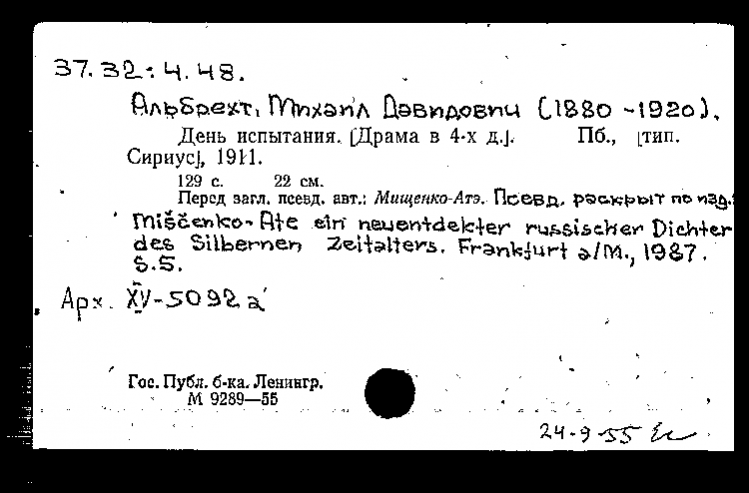 37.32:4.48.
Альбрехт, Михаил Давидович (1880-1920).
День испытания. [Драма в 4-х д.]. Пб., [тип.
Сириус], 1911.
129 с. 22 см.
Перед загл. псевд. авт.: Мищенко-Атэ. Псевд. раскрыт по изд.:
Miščenko-Ate ein neuentdekter russischer Dichter
des Silbernen Zeitalters. Frankfurt a/M., 1987.
S.5.
Арх. XV-5092а
Гос. Публ. б-ка. Ленингр.
М 9289—55
24-9-55